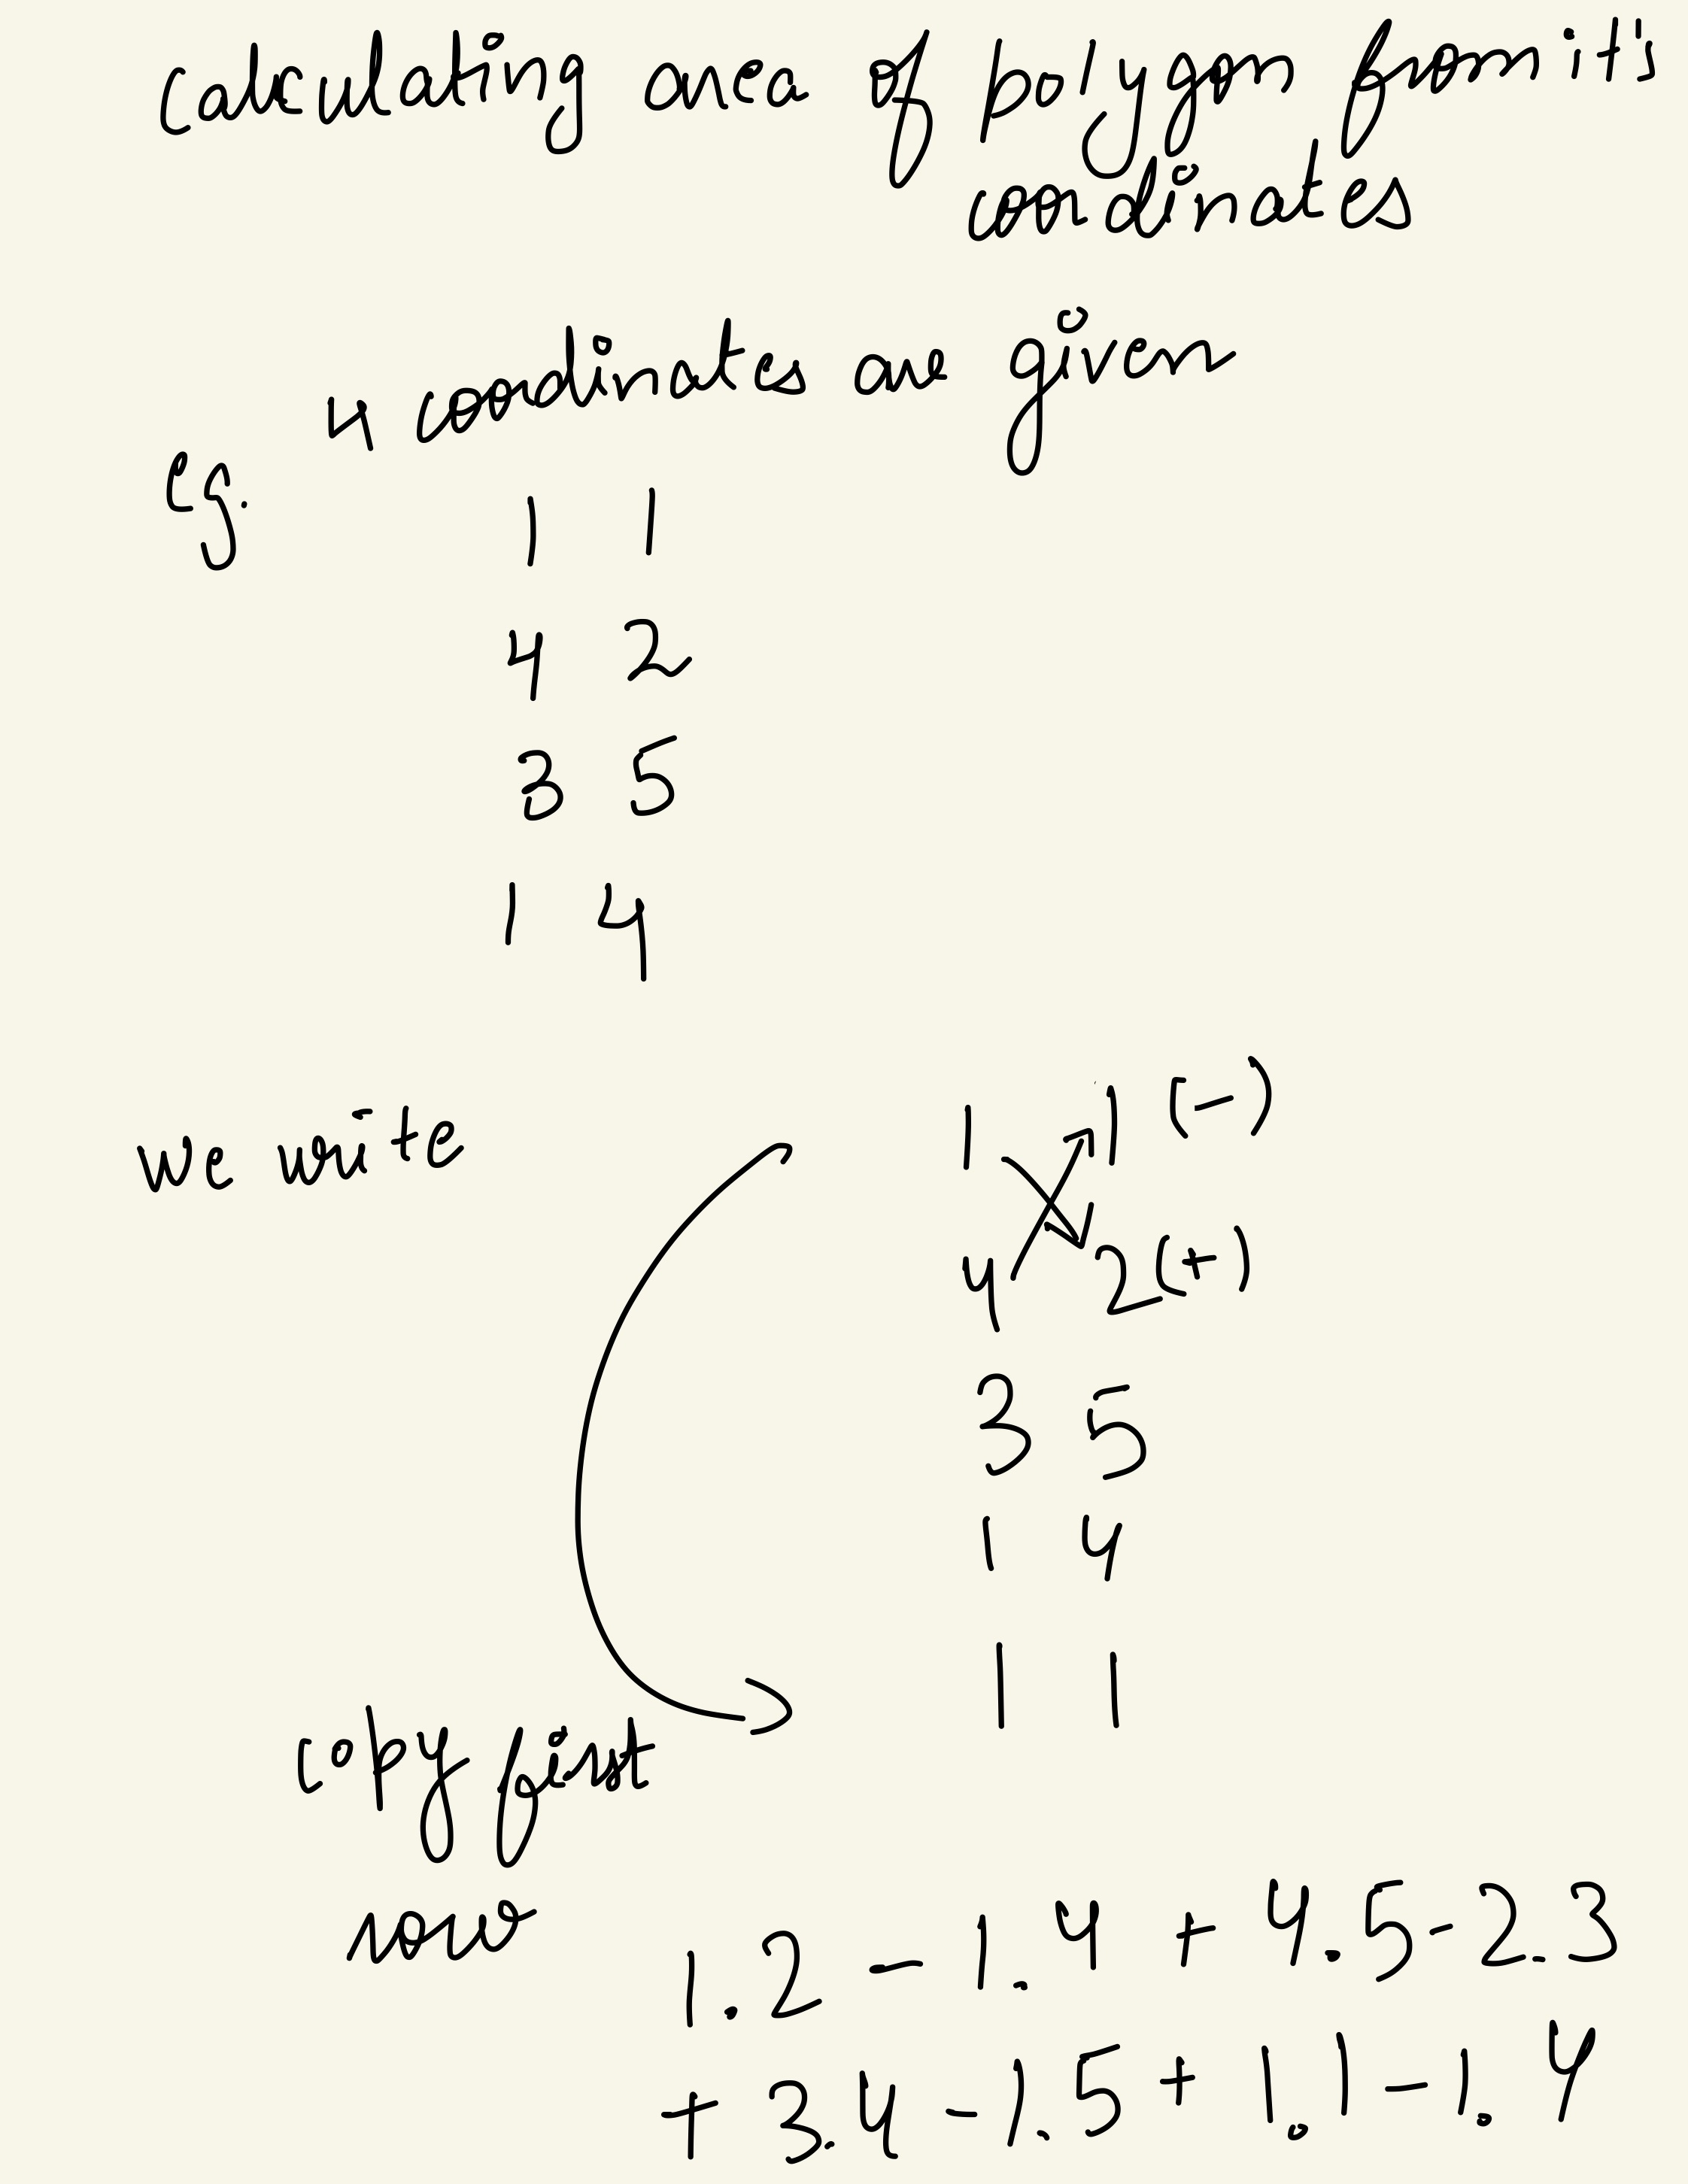 Calculating area of polygon from it's
coordinates
4 coordinates are given
eg.
1 1
4 2
3 5
1 4
we write
1 1 (-)
4 2 (+)
3 5
1 4
1 1
copy first
row
1.2 - 1.4 + 4.5 - 2.3
+ 3.4 - 1.5 + 1.1 - 1.4